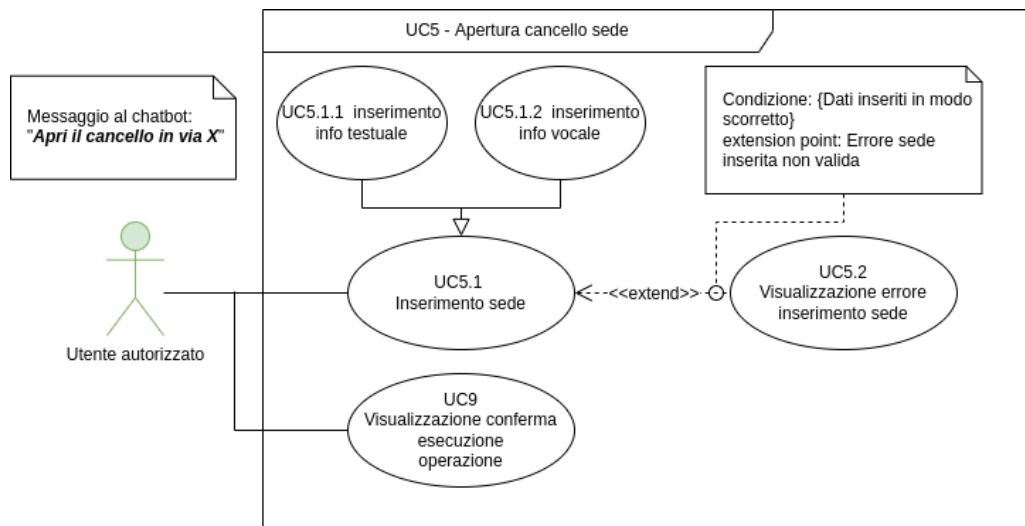 UC5 - Apertura cancello sede
Messaggio al chatbot:
"Apri il cancello in via X"
UC5.1.1 inserimento
info testuale
UC5.1.2 inserimento
info vocale
Condizione: {Dati inseriti in modo
scorretto}
extension point: Errore sede
inserita non valida
Utente autorizzato
UC5.1
Inserimento sede
<<extend>>
UC5.2
Visualizzazione errore
inserimento sede
UC9
Visualizzazione conferma
esecuzione
operazione